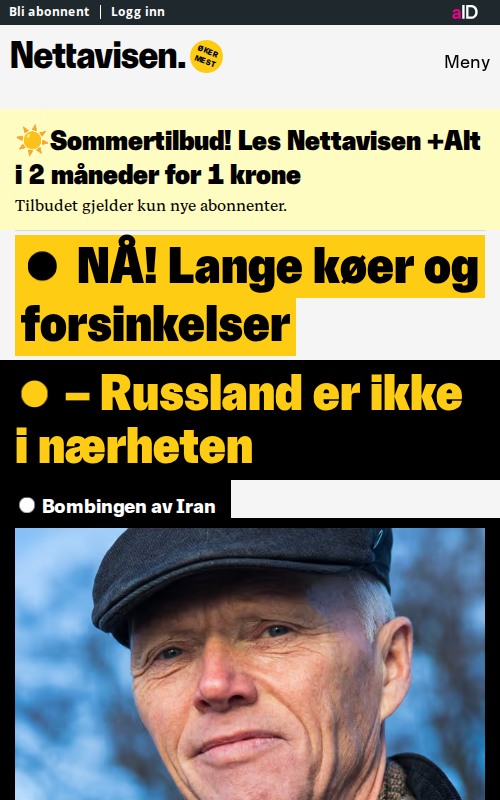 Bli abonnent | Logg inn
aID
Nettavisen.
ØKER
MEST
Meny
☀️Sommertilbud! Les Nettavisen +Alt
i 2 måneder for 1 krone
Tilbudet gjelder kun nye abonnenter.
● NÅ! Lange køer og
forsinkelser
● – Russland er ikke
i nærheten
● Bombingen av Iran